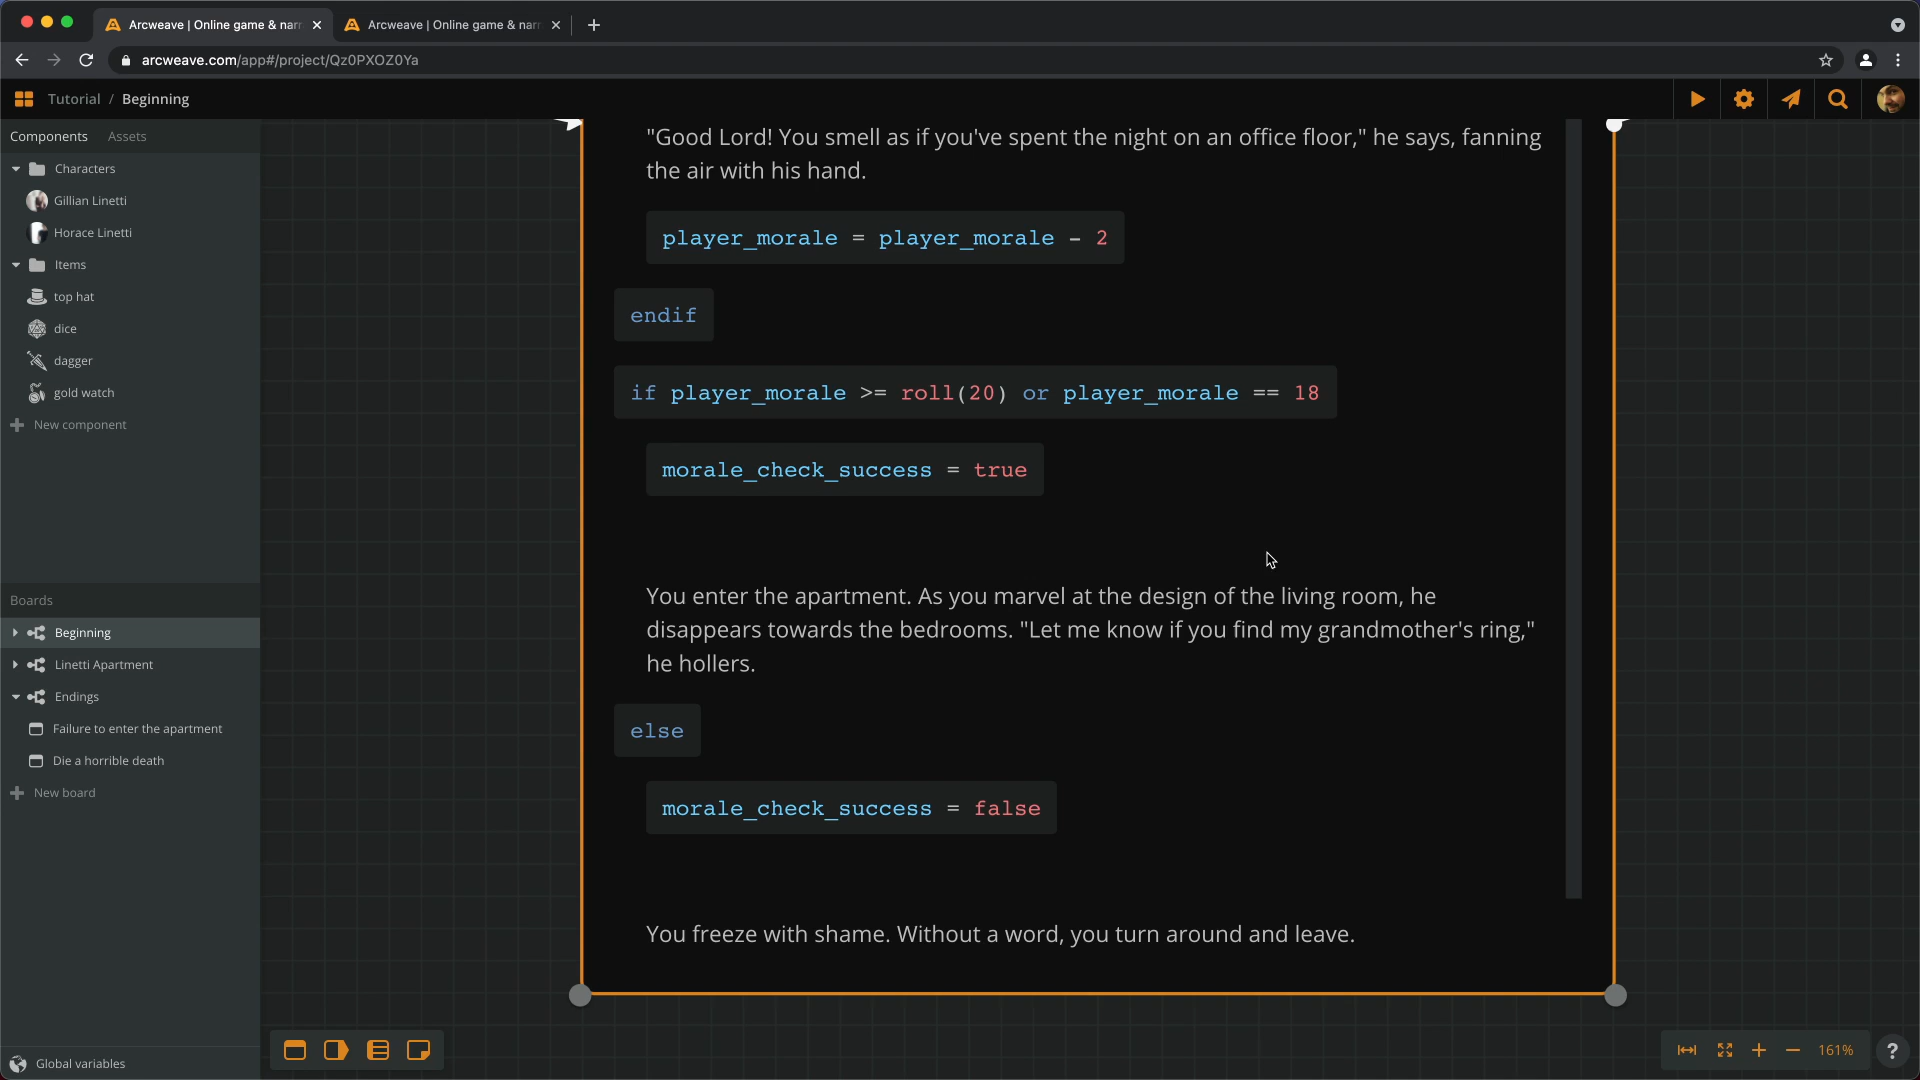 Arcweave | Online game & narr
Arcweave | Online game & narr
arcweave.com/app#/project/Qz0PXOZ0Ya
Tutorial / Beginning
Components Assets
Characters
Gillian Linetti
Horace Linetti
Items
top hat
dice
dagger
gold watch
New component
Boards
Beginning
Linetti Apartment
Endings
Failure to enter the apartment
Die a horrible death
New board
Global variables
"Good Lord! You smell as if you've spent the night on an office floor," he says, fanning
the air with his hand.
player_morale = player_morale - 2
endif
if player_morale >= roll(20) or player_morale == 18
morale_check_success = true
You enter the apartment. As you marvel at the design of the living room, he
disappears towards the bedrooms. "Let me know if you find my grandmother's ring,"
he hollers.
else
morale_check_success = false
You freeze with shame. Without a word, you turn around and leave.
161%
?